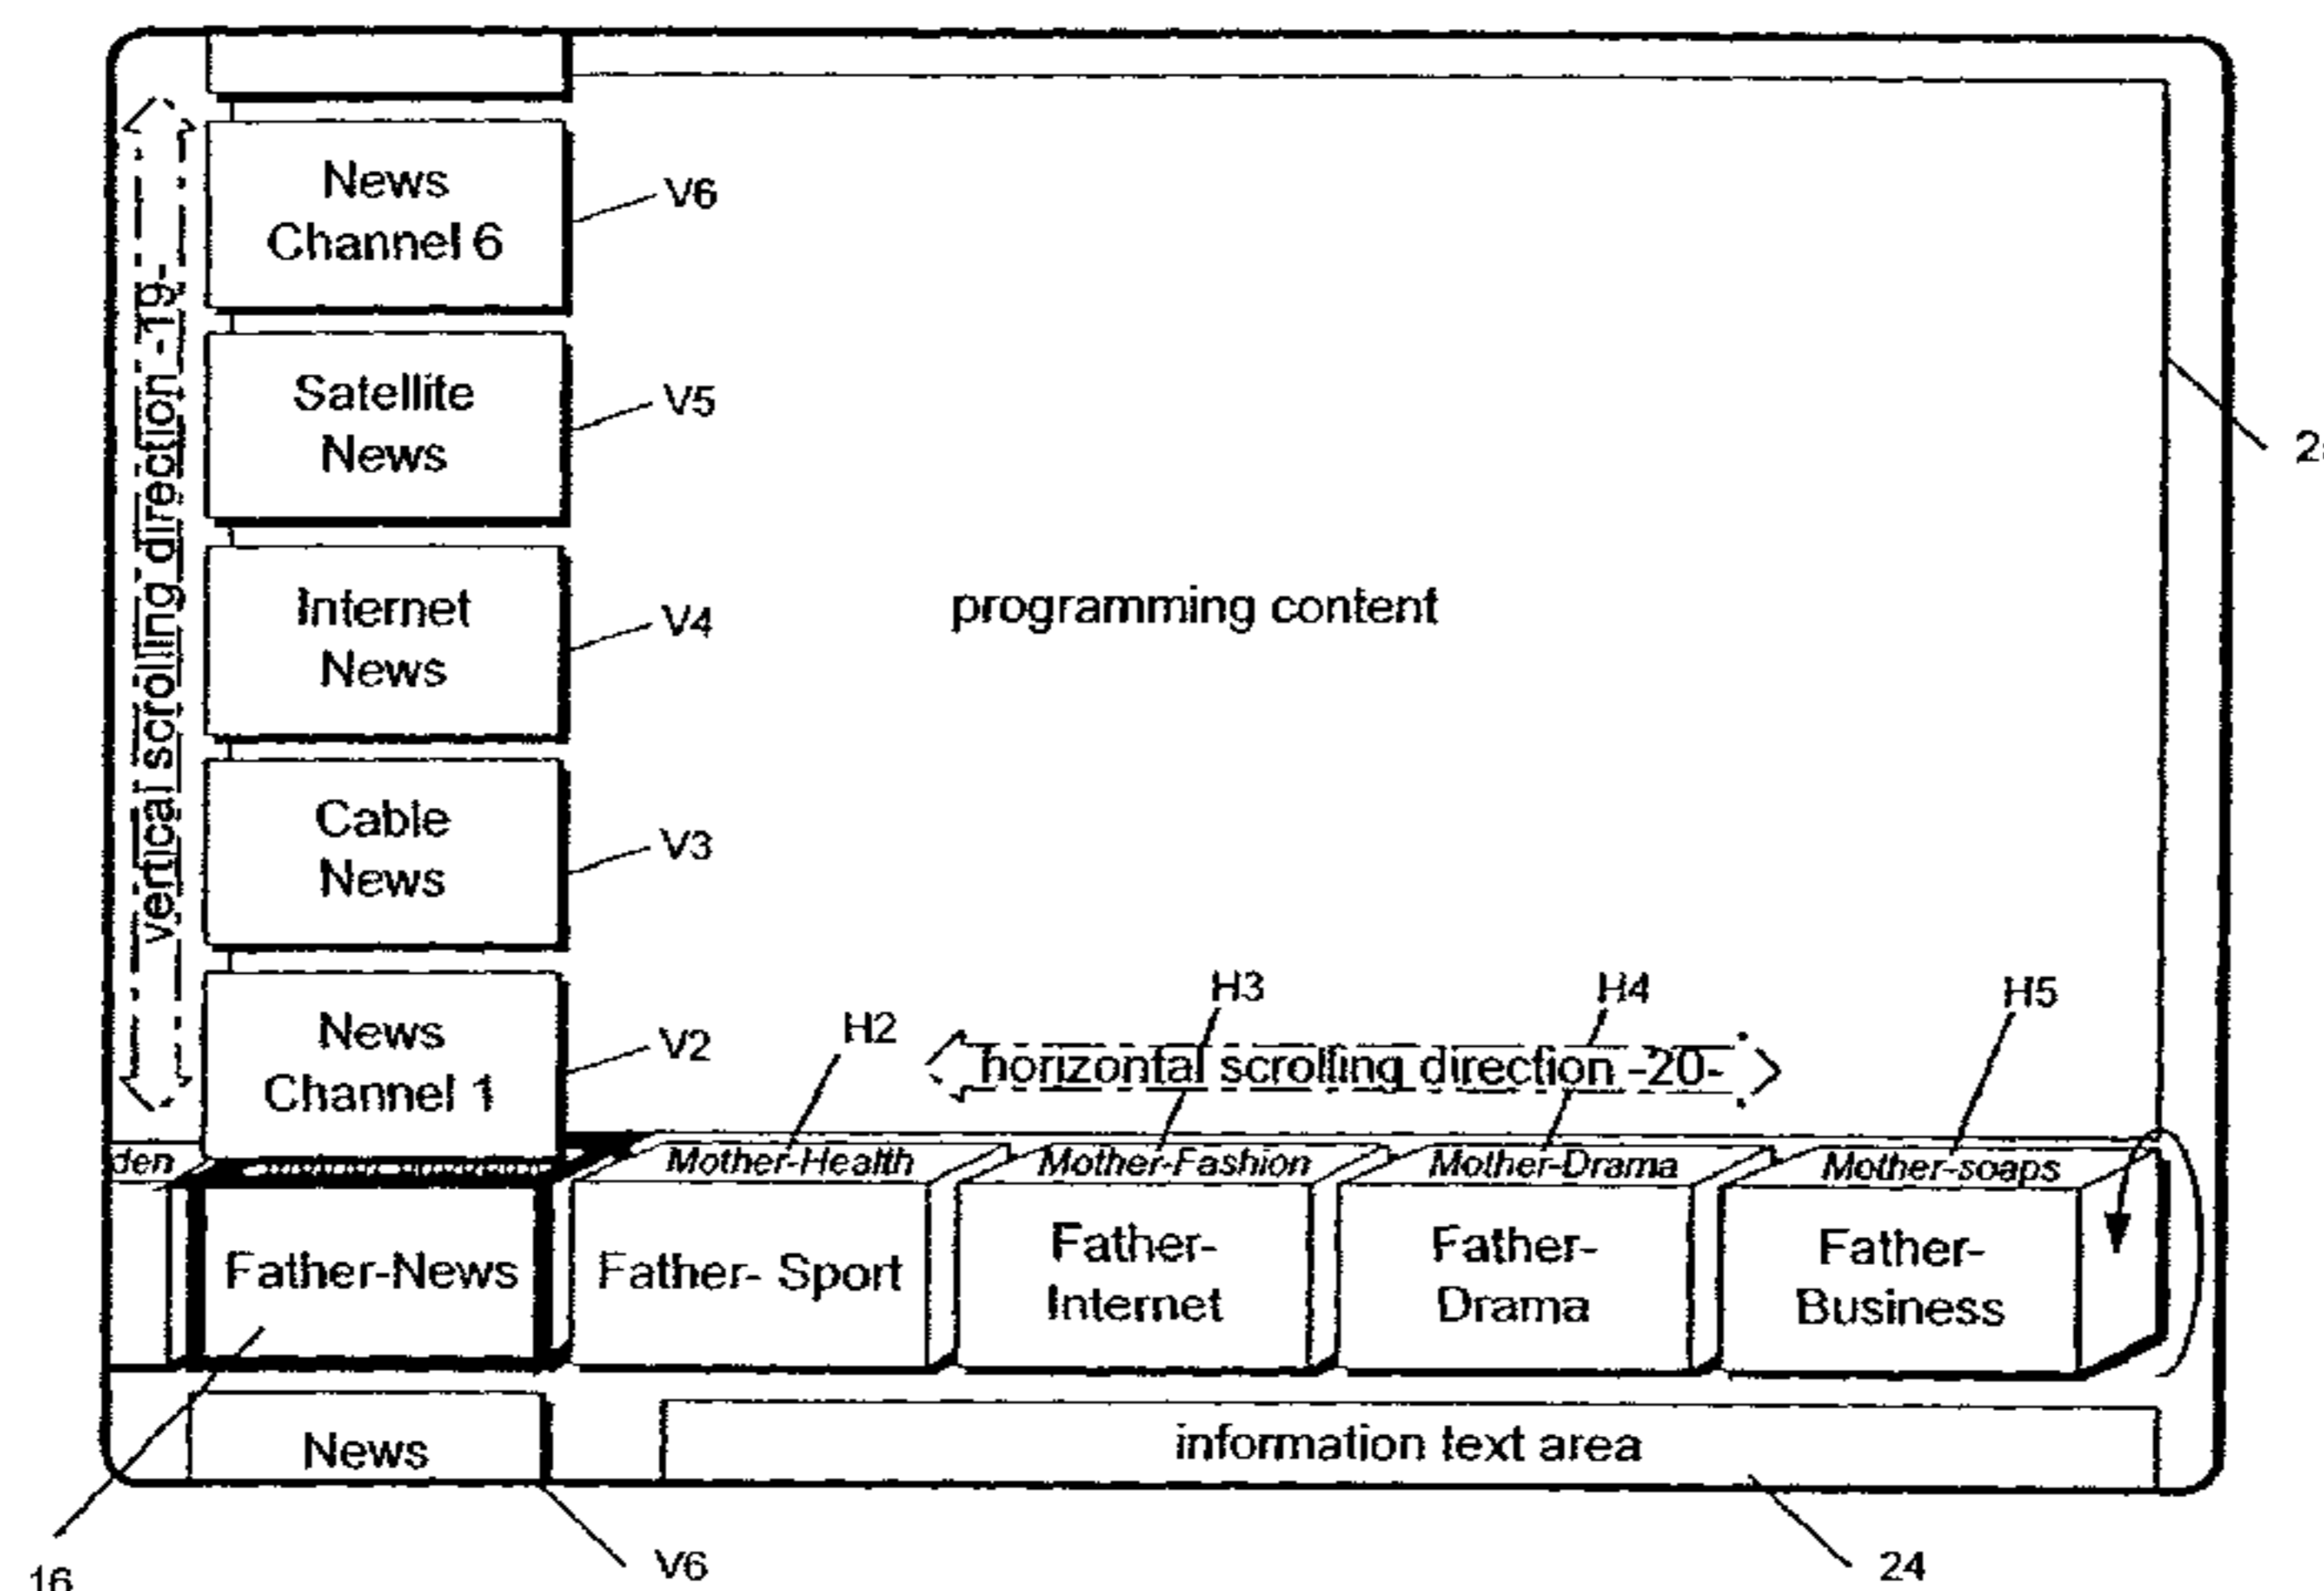 News
Channel 6
V6
Satellite
News
V5
vertical scrolling direction -19-
Internet
News
V4
programming content
Cable
News
V3
News
Channel 1
V2
H2
H3
H4
H5
horizontal scrolling direction -20-
den
Mother-Health
Mother-Fashion
Mother-Drama
Mother-soaps
Father-News
Father- Sport
Father-
Internet
Father-
Drama
Father-
Business
News
information text area
16
V6
24